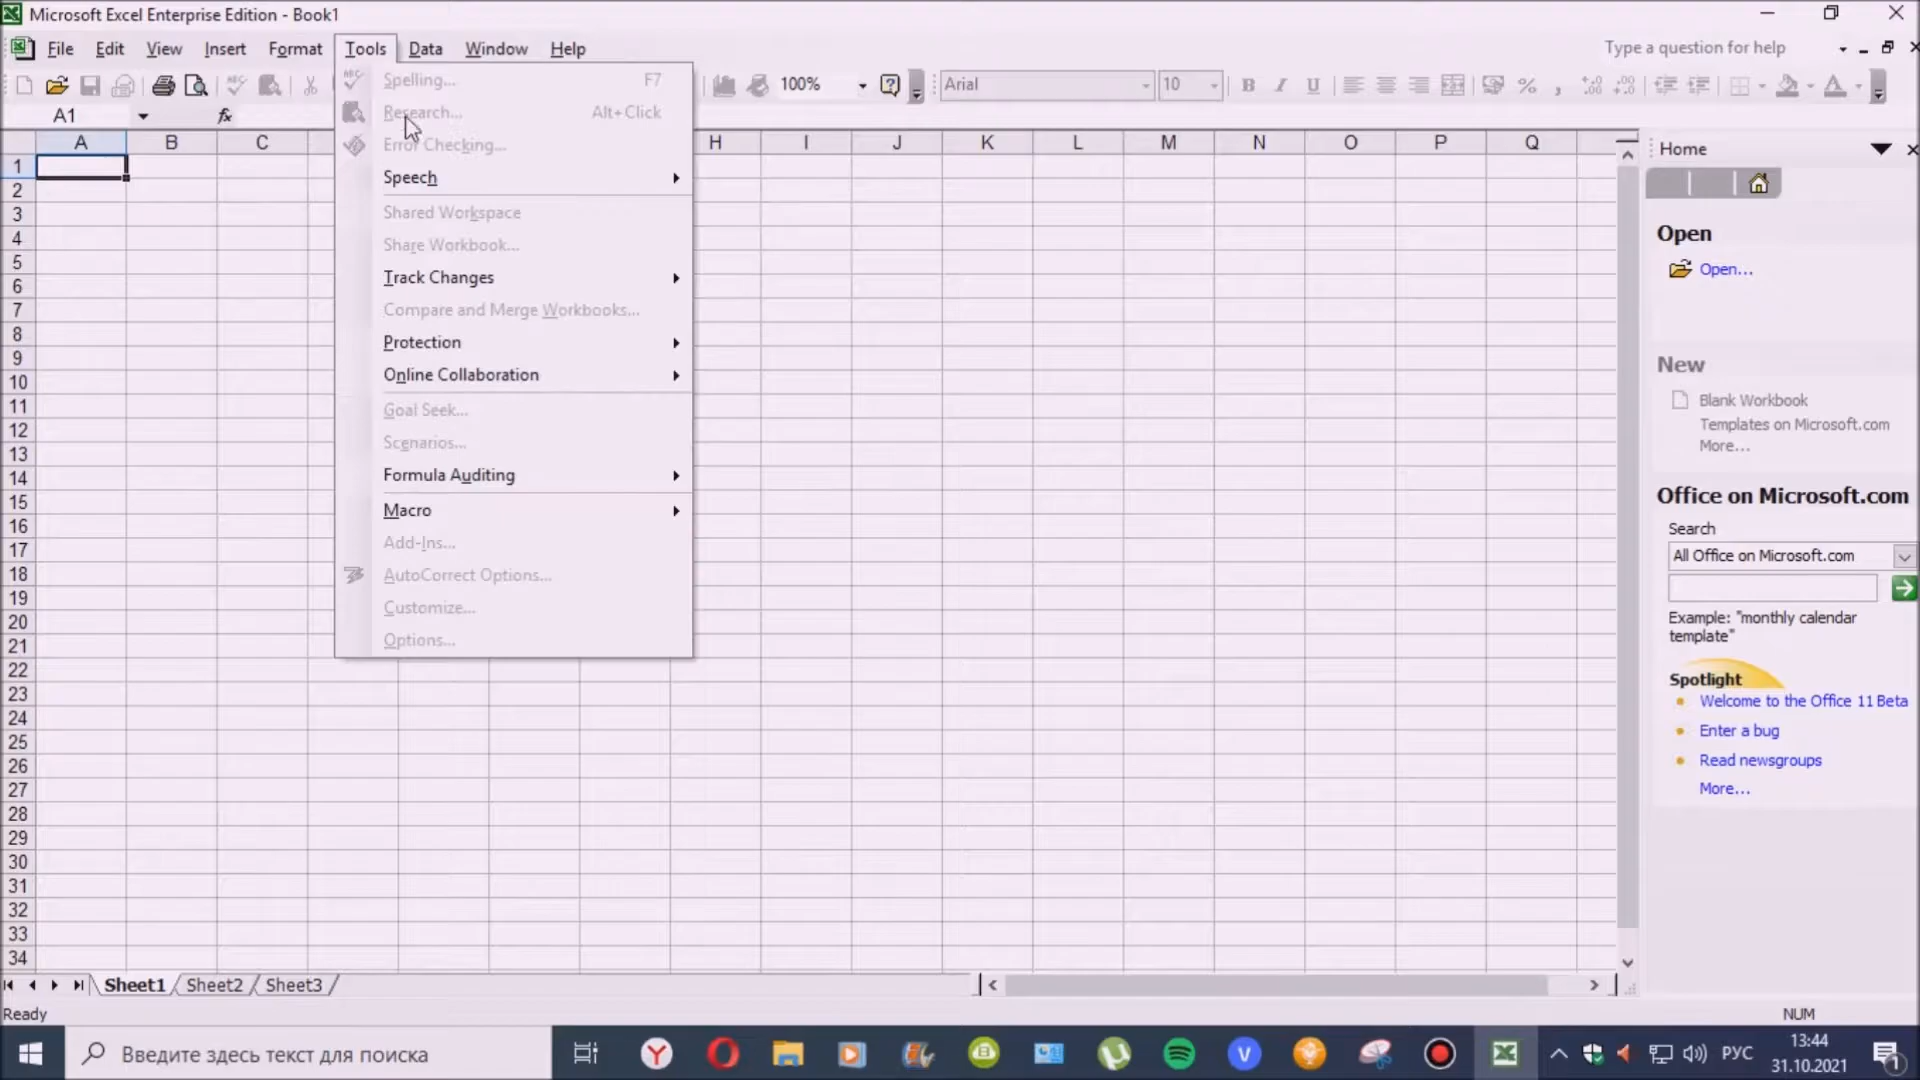 Microsoft Excel Enterprise Edition - Book1
File Edit View Insert Format Tools Data Window Help
Type a question for help
100%
Arial
10
B I U
%
,
A
A1
fx
Spelling... F7
Research... Alt+Click
Error Checking...
Speech
Shared Workspace
Share Workbook...
Track Changes
Compare and Merge Workbooks...
Protection
Online Collaboration
Goal Seek...
Scenarios...
Formula Auditing
Macro
Add-Ins...
AutoCorrect Options...
Customize...
Options...
A B C H I J K L M N O P Q
1
2
3
4
5
6
7
8
9
10
11
12
13
14
15
16
17
18
19
20
21
22
23
24
25
26
27
28
29
30
31
32
33
34
Home
Open
Open...
New
Blank Workbook
Templates on Microsoft.com
More...
Office on Microsoft.com
Search
All Office on Microsoft.com
Example: "monthly calendar
template"
Spotlight
Welcome to the Office 11 Beta
Enter a bug
Read newsgroups
More...
Sheet1 Sheet2 Sheet3
Ready
NUM
Введите здесь текст для поиска
РУС
13:44
31.10.2021
1